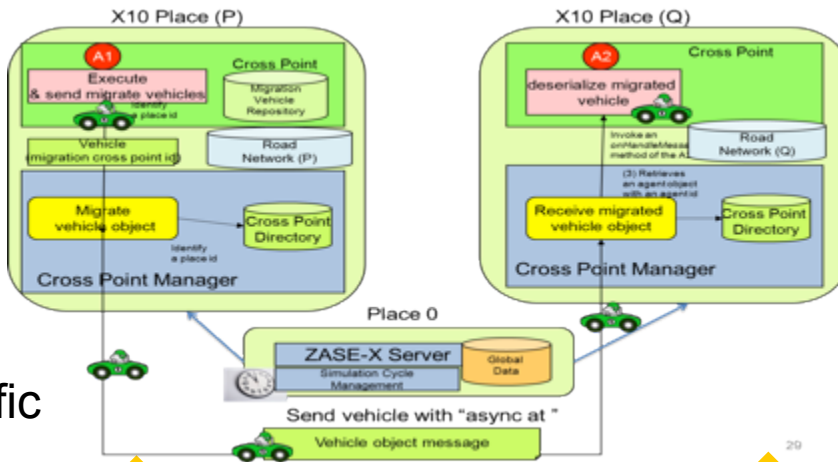 X10 Place (P)
A1
Execute
& send migrate vehicles
Identify
a place id
Cross Point
Migration
Vehicle
Repository
Vehicle
(migration cross point id)
Road
Network (P)
Migrate
vehicle object
Cross Point
Directory
Identify
a place id
Cross Point Manager
X10 Place (Q)
A2
Cross Point
deserialize migrated
vehicle
Invoke an
onHandleMessa
method of the A
Road
Network (Q)
(3) Retrieves
an agent object
with an agent id
Receive migrated
vehicle object
Cross Point
Directory
Cross Point Manager
Place 0
ZASE-X Server
Simulation Cycle
Management
Global
Data
fic
Send vehicle with "async at "
Vehicle object message
29